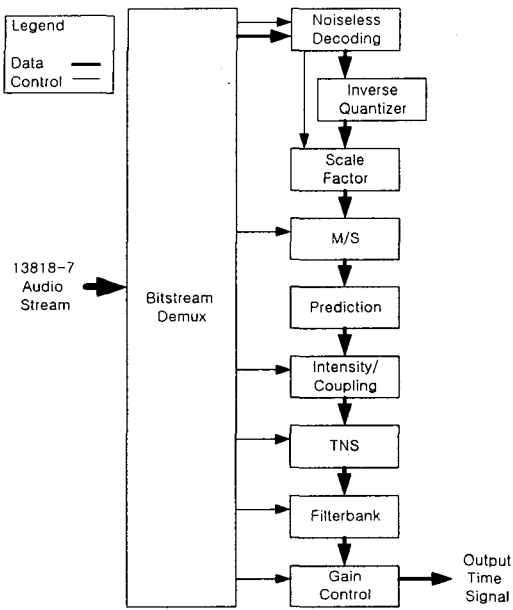 Legend
Data
Control
13818-7
Audio
Stream
Bitstream
Demux
Noiseless
Decoding
Inverse
Quantizer
Scale
Factor
M/S
Prediction
Intensity/
Coupling
TNS
Filterbank
Gain
Control
Output
Time
Signal